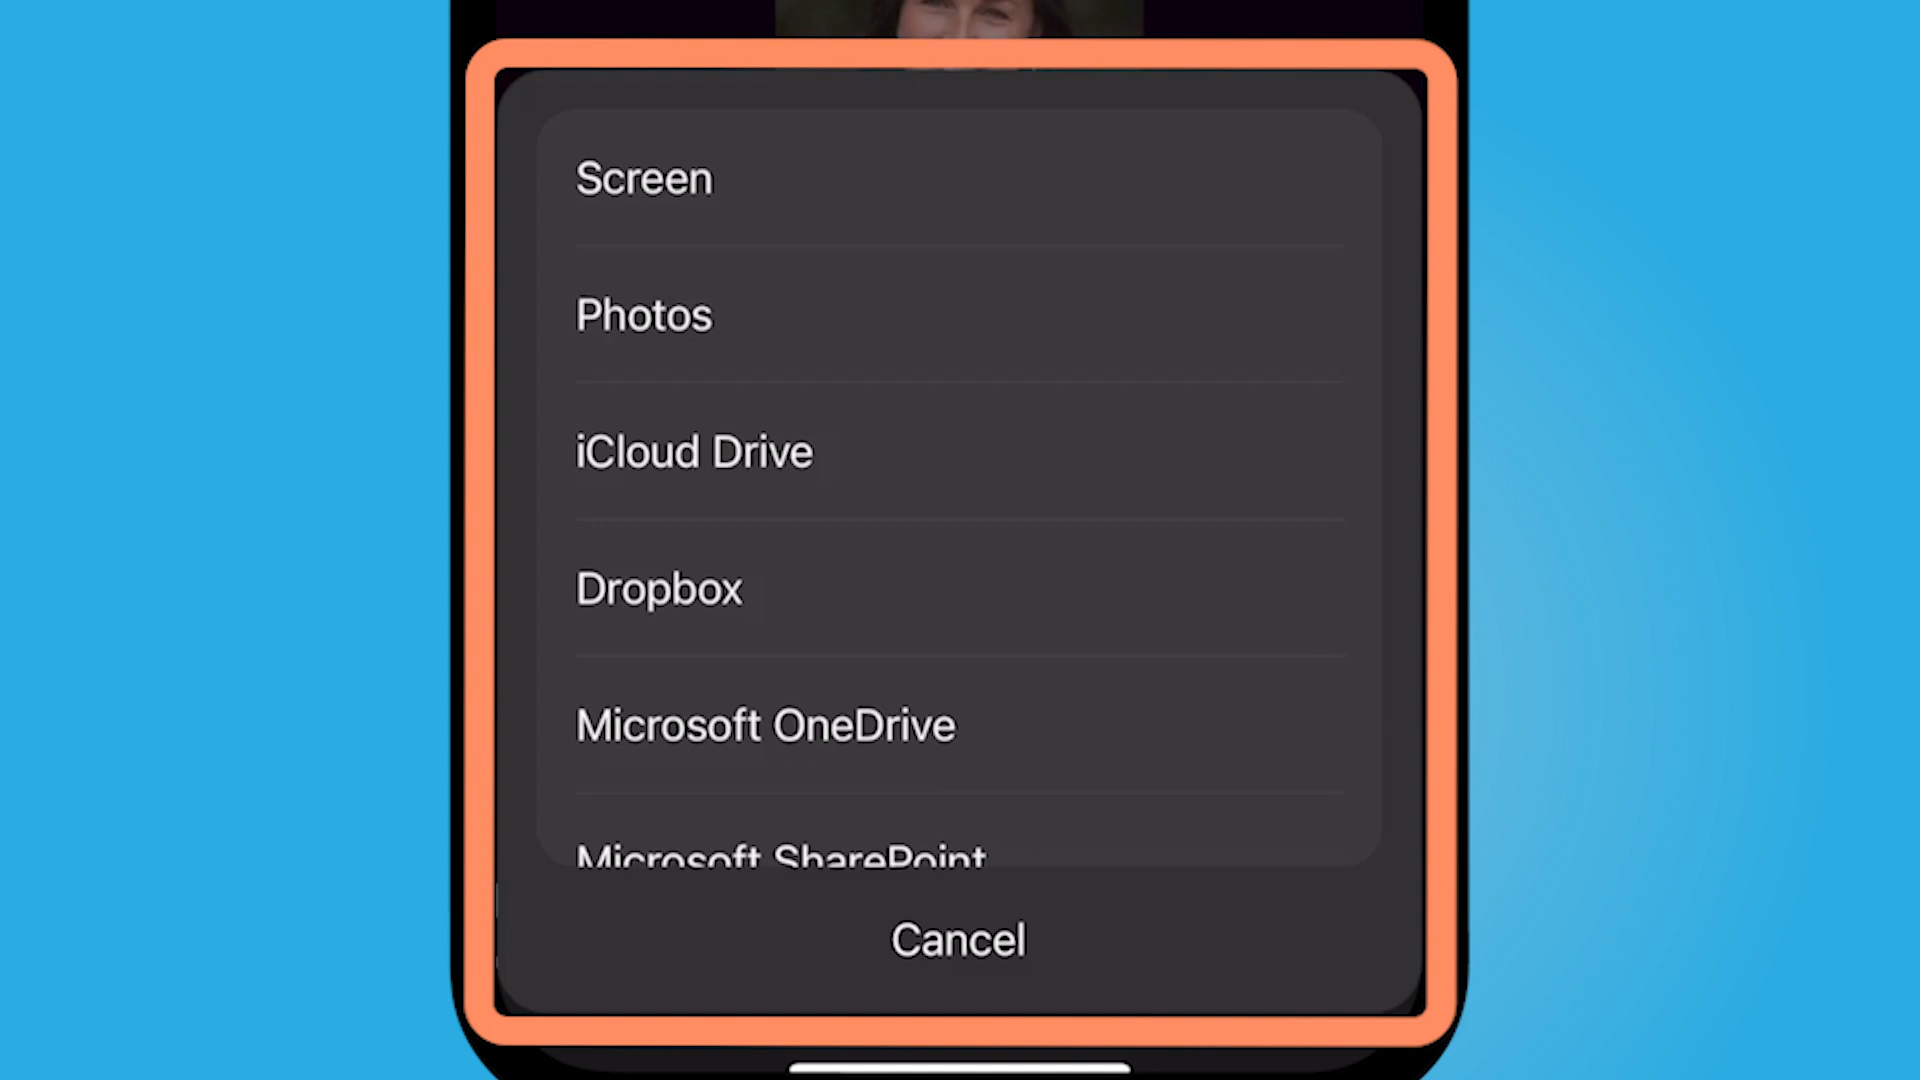 Screen
Photos
iCloud Drive
Dropbox
Microsoft OneDrive
Microsoft SharePoint
Cancel